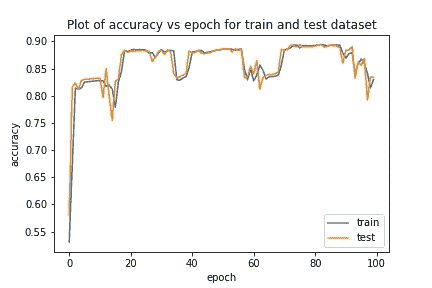 Plot of accuracy vs epoch for train and test dataset
0.90
0.85
0.80
0.75
0.70
0.65
0.60
0.55
accuracy
0
20
40
60
80
100
epoch
train
test